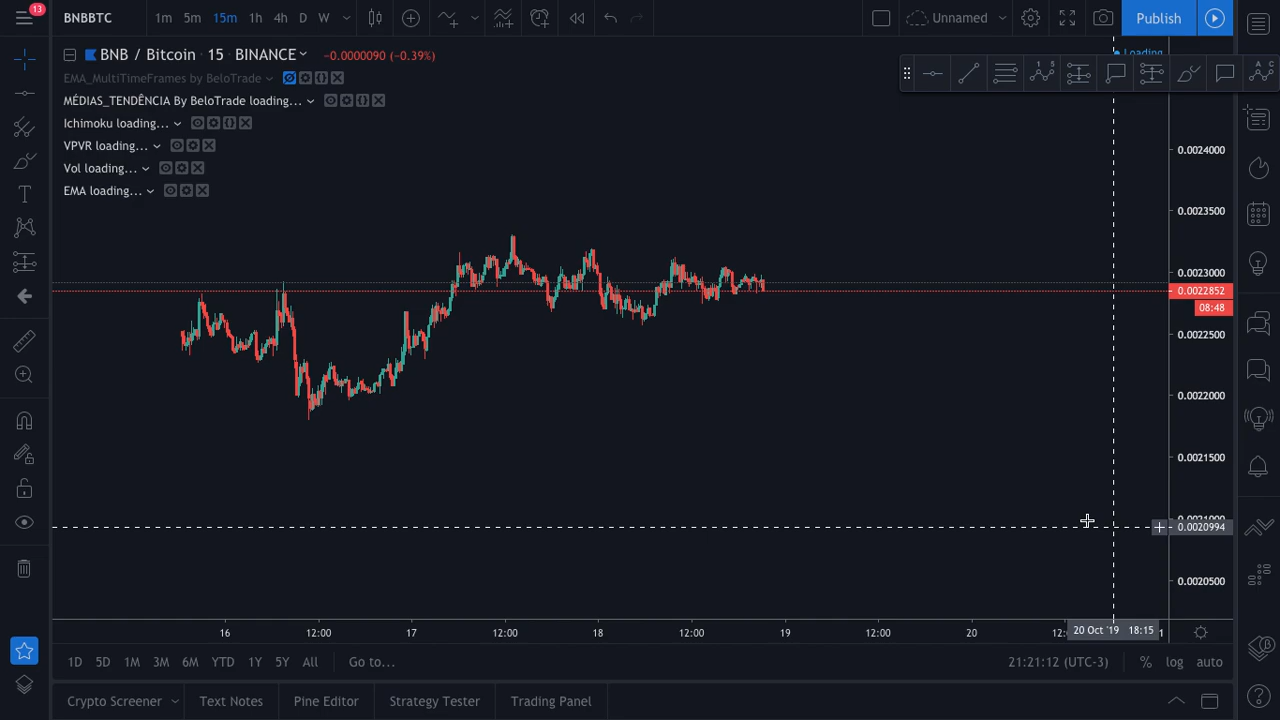 13
BNBBTC
1m 5m 15m 1h 4h D W
Unnamed
Publish
BNB / Bitcoin · 15 · BINANCE
−0.0000090 (−0.39%)
Loading
EMA_MultiTimeFrames by BeloTrade
MÉDIAS_TENDÊNCIA By BeloTrade loading...
Ichimoku loading...
VPVR loading...
Vol loading...
EMA loading...
0.0024000
0.0023500
0.0023000
0.0022852
08:48
0.0022500
0.0022000
0.0021500
0.0020994
0.0020500
16 12:00 17 12:00 18 12:00 19 12:00 20
20 Oct '19 18:15
1D 5D 1M 3M 6M YTD 1Y 5Y All Go to...
21:21:12 (UTC-3) % log auto
Crypto Screener Text Notes Pine Editor Strategy Tester Trading Panel